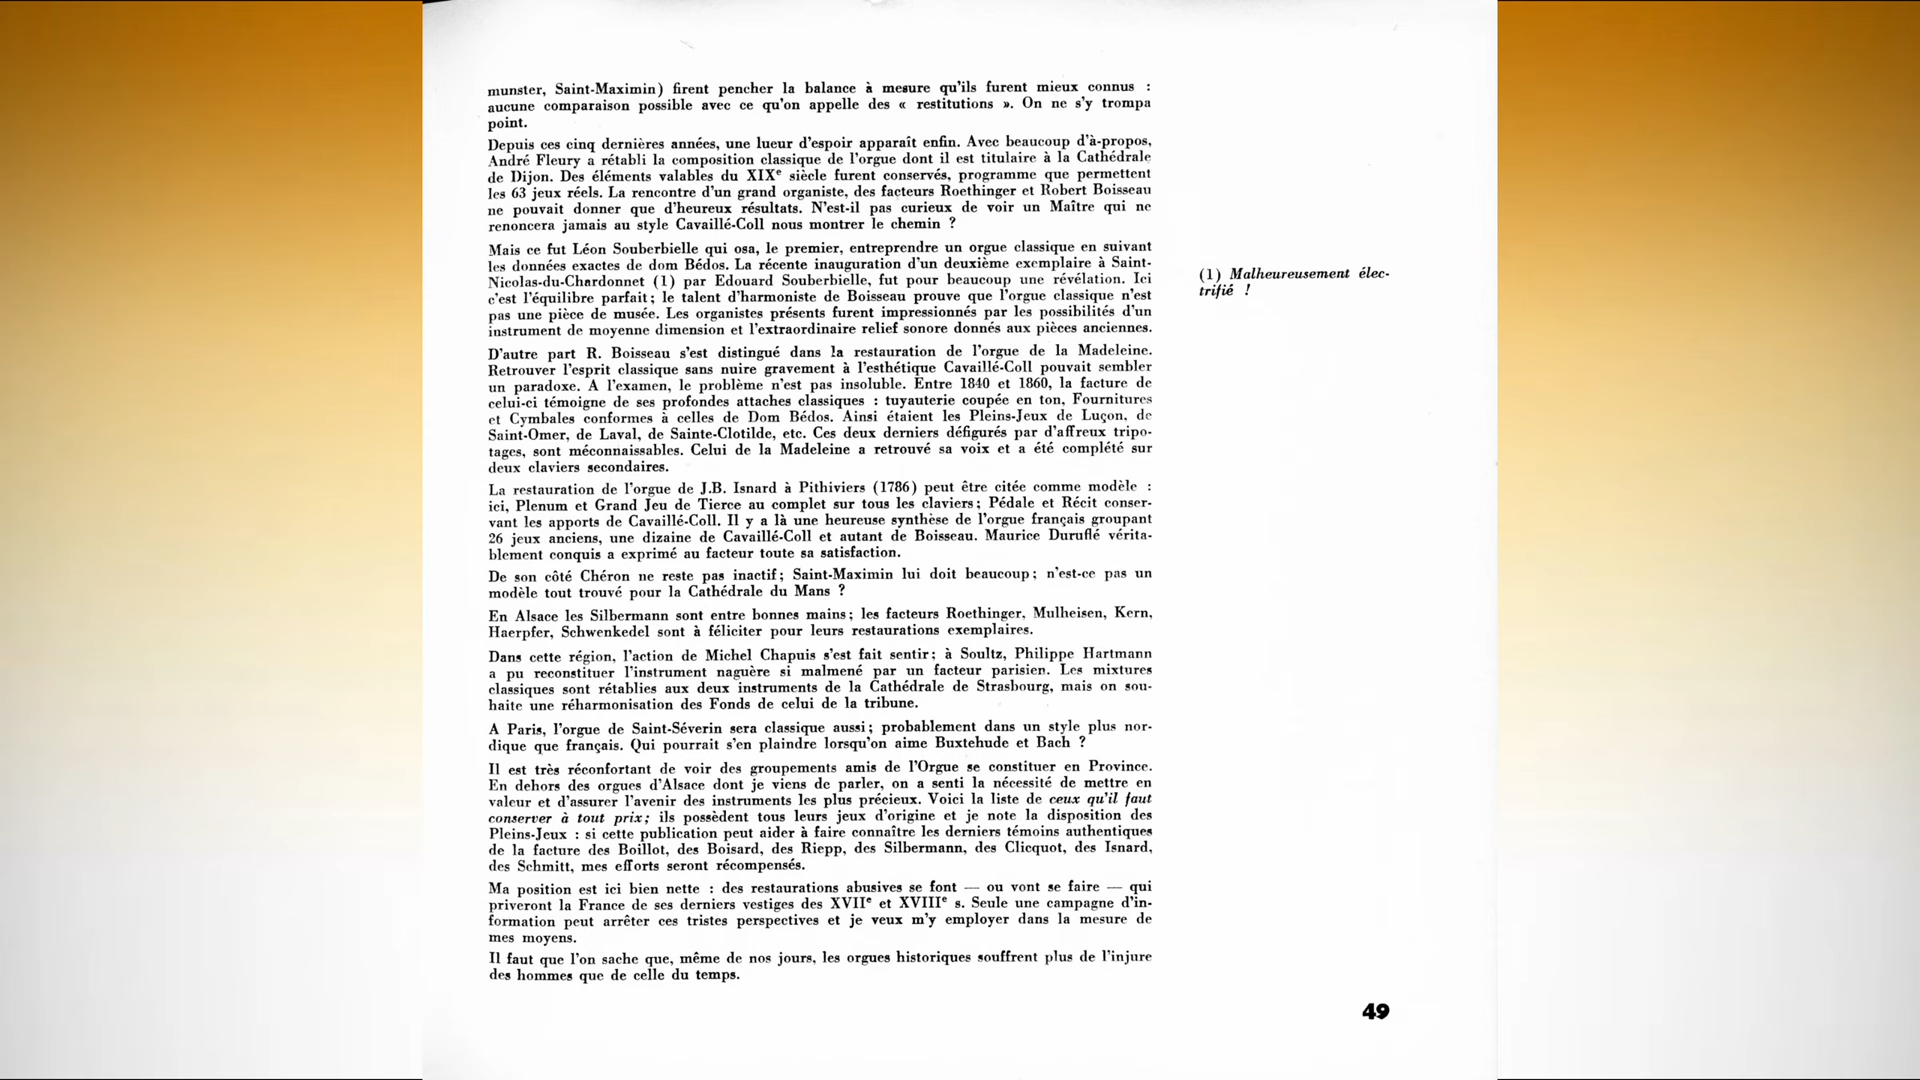 munster, Saint-Maximin) firent pencher la balance à mesure qu'ils furent mieux connus :
aucune comparaison possible avec ce qu'on appelle des « restitutions ». On ne s'y trompa
point.
Depuis ces cinq dernières années, une lueur d'espoir apparaît enfin. Avec beaucoup d'à-propos,
André Fleury a rétabli la composition classique de l'orgue dont il est titulaire à la Cathédrale
de Dijon. Des éléments valables du XIXe siècle furent conservés, programme que permettent
les 63 jeux réels. La rencontre d'un grand organiste, des facteurs Roethinger et Robert Boisseau
ne pouvait donner que d'heureux résultats. N'est-il pas curieux de voir un Maître qui ne
renoncera jamais au style Cavaillé-Coll nous montrer le chemin ?
Mais ce fut Léon Souberbielle qui osa, le premier, entreprendre un orgue classique en suivant
les données exactes de dom Bédos. La récente inauguration d'un deuxième exemplaire à Saint-
Nicolas-du-Chardonnet (1) par Edouard Souberbielle, fut pour beaucoup une révélation. Ici
c'est l'équilibre parfait ; le talent d'harmoniste de Boisseau prouve que l'orgue classique n'est
pas une pièce de musée. Les organistes présents furent impressionnés par les possibilités d'un
instrument de moyenne dimension et l'extraordinaire relief sonore donnés aux pièces anciennes.
(1) Malheureusement élec-
trifié !
D'autre part R. Boisseau s'est distingué dans la restauration de l'orgue de la Madeleine.
Retrouver l'esprit classique sans nuire gravement à l'esthétique Cavaillé-Coll pouvait sembler
un paradoxe. A l'examen, le problème n'est pas insoluble. Entre 1840 et 1860, la facture de
celui-ci témoigne de ses profondes attaches classiques : tuyauterie coupée en ton, Fournitures
et Cymbales conformes à celles de Dom Bédos. Ainsi étaient les Pleins-Jeux de Luçon, de
Saint-Omer, de Laval, de Sainte-Clotilde, etc. Ces deux derniers défigurés par d'affreux tripo-
tages, sont méconnaissables. Celui de la Madeleine a retrouvé sa voix et a été complété sur
deux claviers secondaires.
La restauration de l'orgue de J.B. Isnard à Pithiviers (1786) peut être citée comme modèle :
ici, Plenum et Grand Jeu de Tierce au complet sur tous les claviers ; Pédale et Récit conser-
vant les apports de Cavaillé-Coll. Il y a là une heureuse synthèse de l'orgue français groupant
26 jeux anciens, une dizaine de Cavaillé-Coll et autant de Boisseau. Maurice Duruflé vérita-
blement conquis a exprimé au facteur toute sa satisfaction.
De son côté Chéron ne reste pas inactif ; Saint-Maximin lui doit beaucoup ; n'est-ce pas un
modèle tout trouvé pour la Cathédrale du Mans ?
En Alsace les Silbermann sont entre bonnes mains ; les facteurs Roethinger, Mulheisen, Kern,
Haerpfer, Schwenkedel sont à féliciter pour leurs restaurations exemplaires.
Dans cette région, l'action de Michel Chapuis s'est fait sentir ; à Soultz, Philippe Hartmann
a pu reconstituer l'instrument naguère si malmené par un facteur parisien. Les mixtures
classiques sont rétablies aux deux instruments de la Cathédrale de Strasbourg, mais on sou-
haite une réharmonisation des Fonds de celui de la tribune.
A Paris, l'orgue de Saint-Séverin sera classique aussi ; probablement dans un style plus nor-
dique que français. Qui pourrait s'en plaindre lorsqu'on aime Buxtehude et Bach ?
Il est très réconfortant de voir des groupements amis de l'Orgue se constituer en Province.
En dehors des orgues d'Alsace dont je viens de parler, on a senti la nécessité de mettre en
valeur et d'assurer l'avenir des instruments les plus précieux. Voici la liste de ceux qu'il faut
conserver à tout prix ; ils possèdent tous leurs jeux d'origine et je note la disposition des
Pleins-Jeux : si cette publication peut aider à faire connaître les derniers témoins authentiques
de la facture des Boillot, des Boisard, des Riepp, des Silbermann, des Clicquot, des Isnard,
des Schmitt, mes efforts seront récompensés.
Ma position est ici bien nette : des restaurations abusives se font — ou vont se faire — qui
priveront la France de ses derniers vestiges des XVIIe et XVIIIe s. Seule une campagne d'in-
formation peut arrêter ces tristes perspectives et je veux m'y employer dans la mesure de
mes moyens.
Il faut que l'on sache que, même de nos jours, les orgues historiques souffrent plus de l'injure
des hommes que de celle du temps.
49